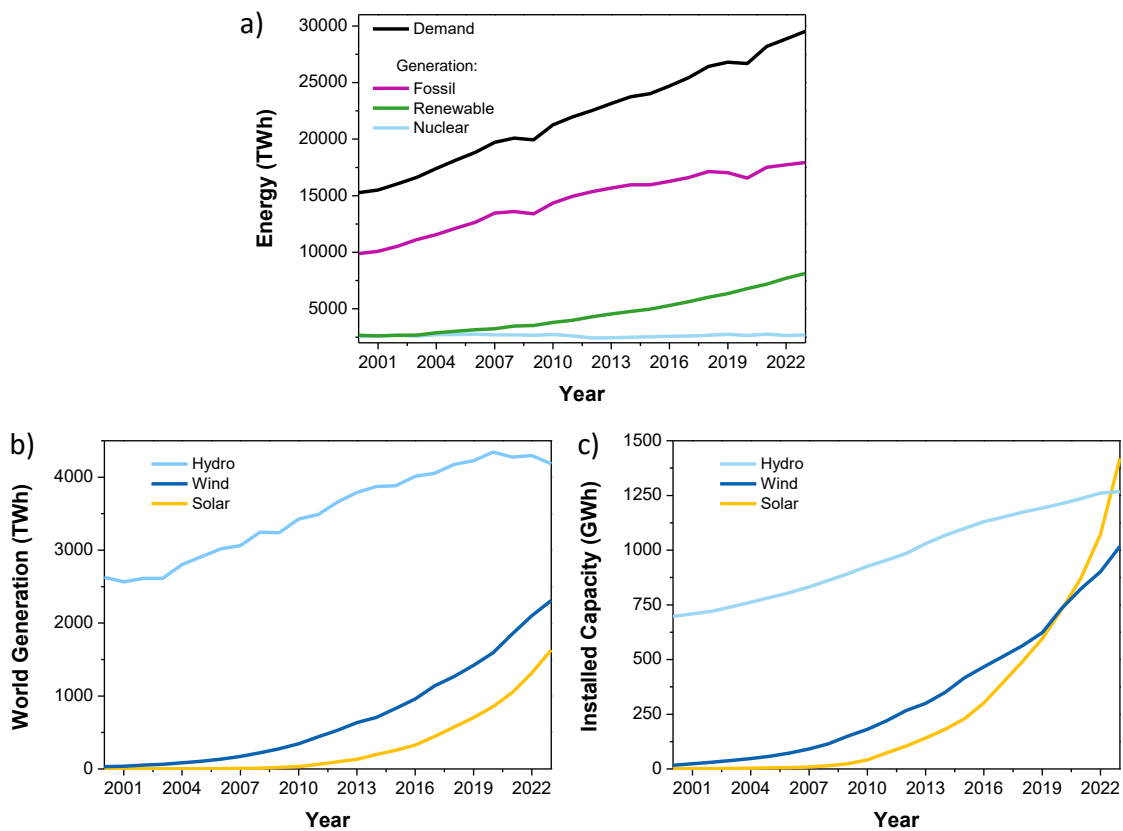 a)
Demand
Generation:
Fossil
Renewable
Nuclear
30000
25000
20000
15000
10000
5000
Energy (TWh)
2001 2004 2007 2010 2013 2016 2019 2022
Year
b)
Hydro
Wind
Solar
4000
3000
2000
1000
0
World Generation (TWh)
2001 2004 2007 2010 2013 2016 2019 2022
Year
c)
Hydro
Wind
Solar
1500
1250
1000
750
500
250
0
Installed Capacity (GWh)
2001 2004 2007 2010 2013 2016 2019 2022
Year